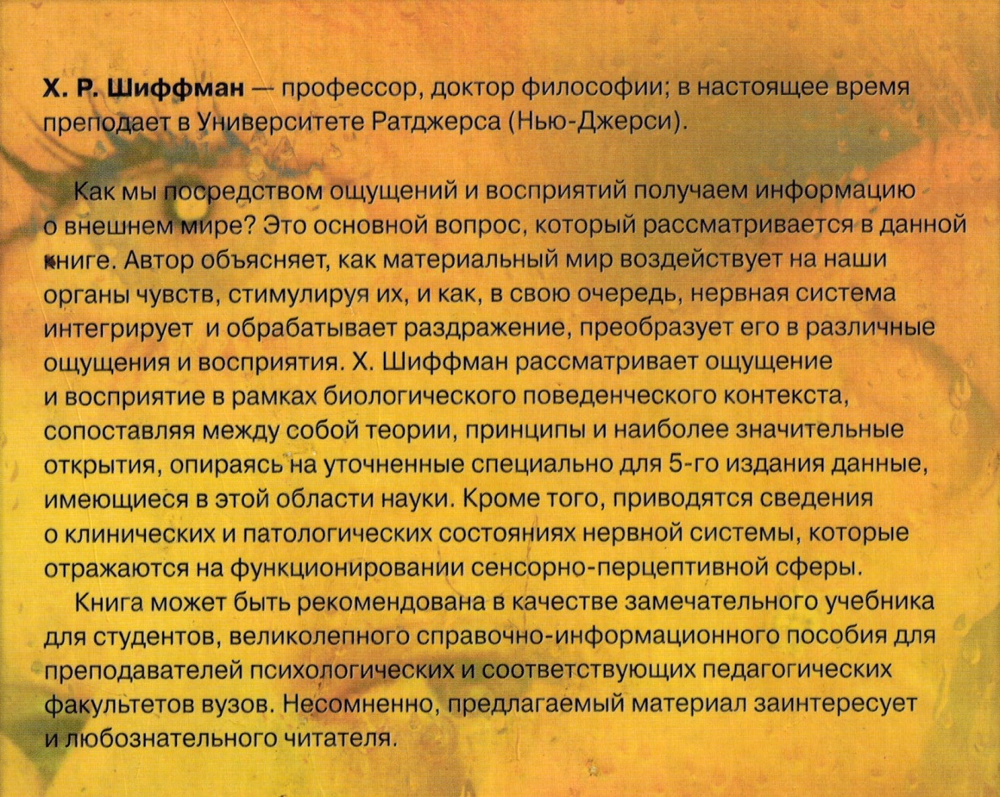 Х. Р. Шиффман — профессор, доктор философии; в настоящее время
преподает в Университете Ратджерса (Нью-Джерси).
Как мы посредством ощущений и восприятий получаем информацию
о внешнем мире? Это основной вопрос, который рассматривается в данной
книге. Автор объясняет, как материальный мир воздействует на наши
органы чувств, стимулируя их, и как, в свою очередь, нервная система
интегрирует и обрабатывает раздражение, преобразует его в различные
ощущения и восприятия. Х. Шиффман рассматривает ощущение
и восприятие в рамках биологического поведенческого контекста,
сопоставляя между собой теории, принципы и наиболее значительные
открытия, опираясь на уточненные специально для 5-го издания данные,
имеющиеся в этой области науки. Кроме того, приводятся сведения
о клинических и патологических состояниях нервной системы, которые
отражаются на функционировании сенсорно-перцептивной сферы.
Книга может быть рекомендована в качестве замечательного учебника
для студентов, великолепного справочно-информационного пособия для
преподавателей психологических и соответствующих педагогических
факультетов вузов. Несомненно, предлагаемый материал заинтересует
и любознательного читателя.